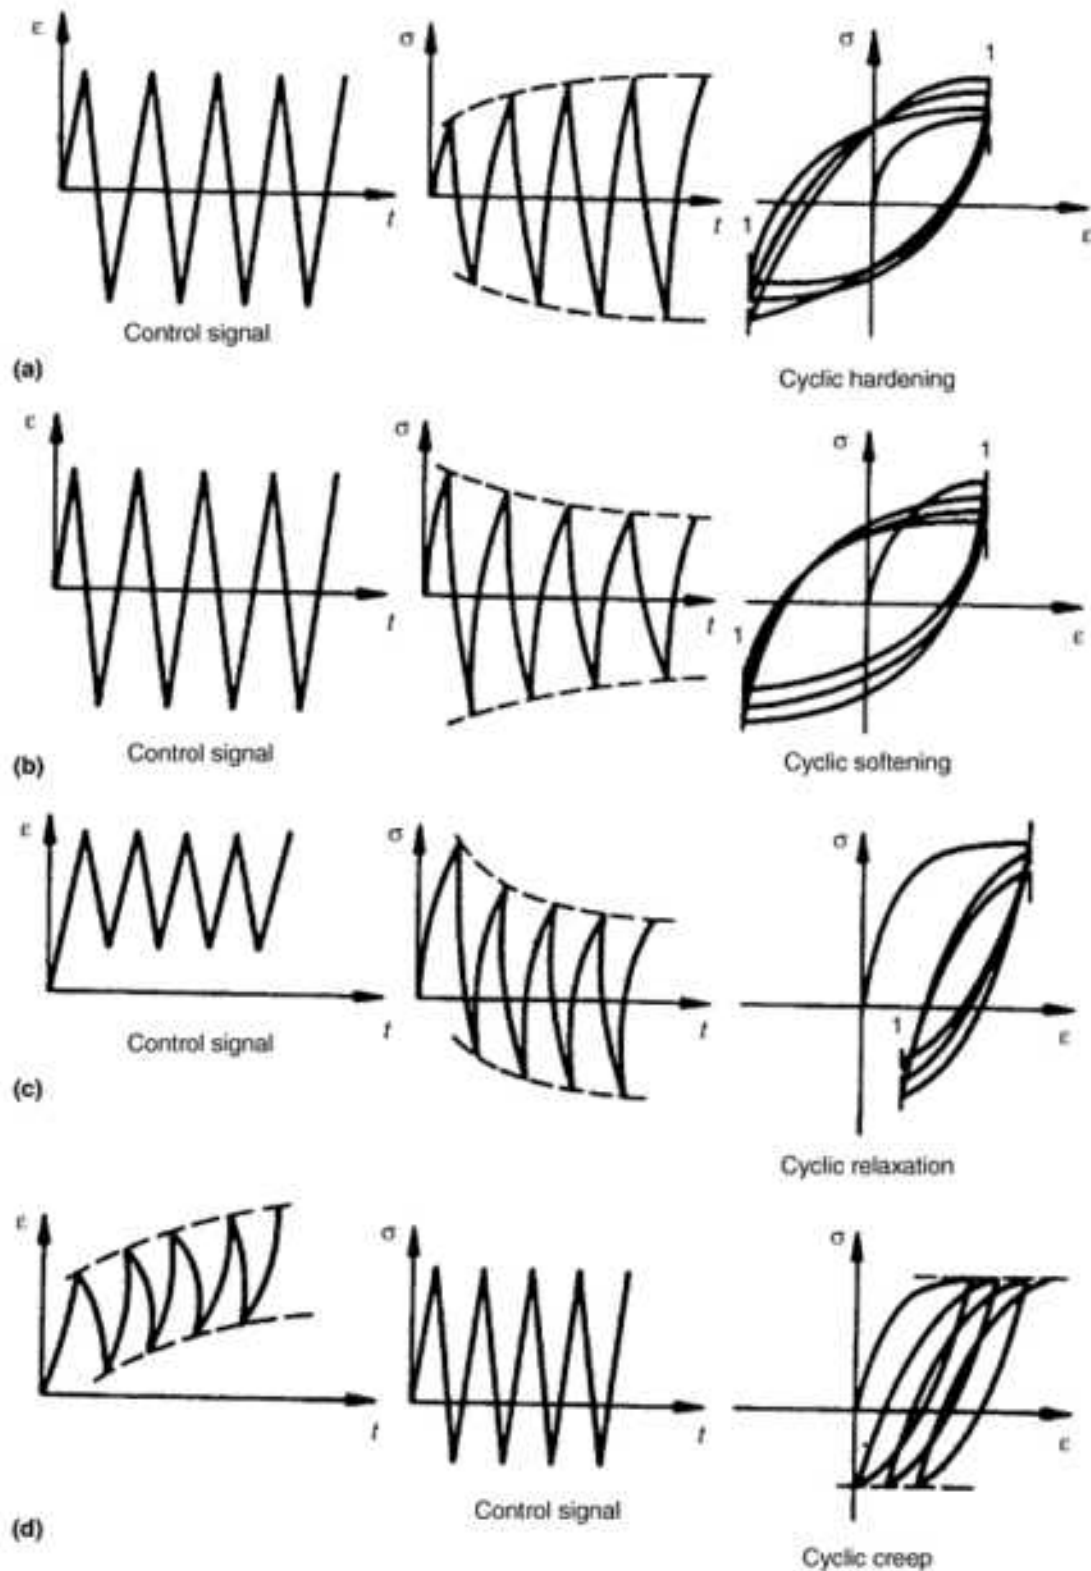 ε
σ
σ
1
1
t
t
ε
Control signal
(a)
Cyclic hardening
ε
σ
σ
1
1
t
t
ε
Control signal
(b)
Cyclic softening
ε
σ
σ
1
t
t
ε
Control signal
(c)
Cyclic relaxation
ε
σ
σ
t
t
ε
Control signal
(d)
Cyclic creep